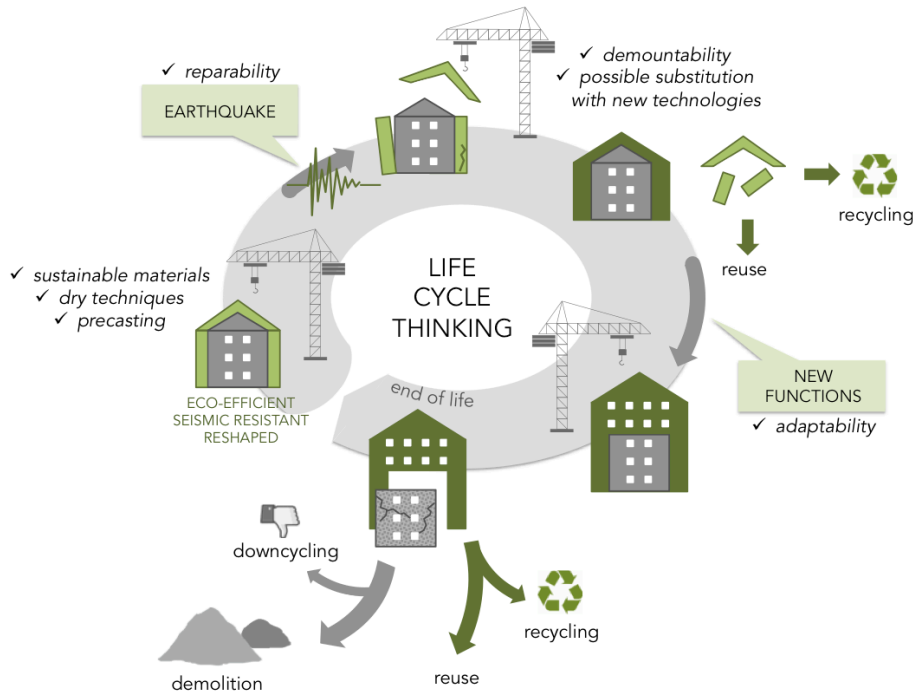 ✓ reparability
EARTHQUAKE
✓ demountability
✓ possible substitution
with new technologies
recycling
reuse
✓ sustainable materials
✓ dry techniques
✓ precasting
LIFE
CYCLE
THINKING
NEW
FUNCTIONS
✓ adaptability
ECO-EFFICIENT
SEISMIC RESISTANT
RESHAPED
end of life
downcycling
demolition
reuse
recycling